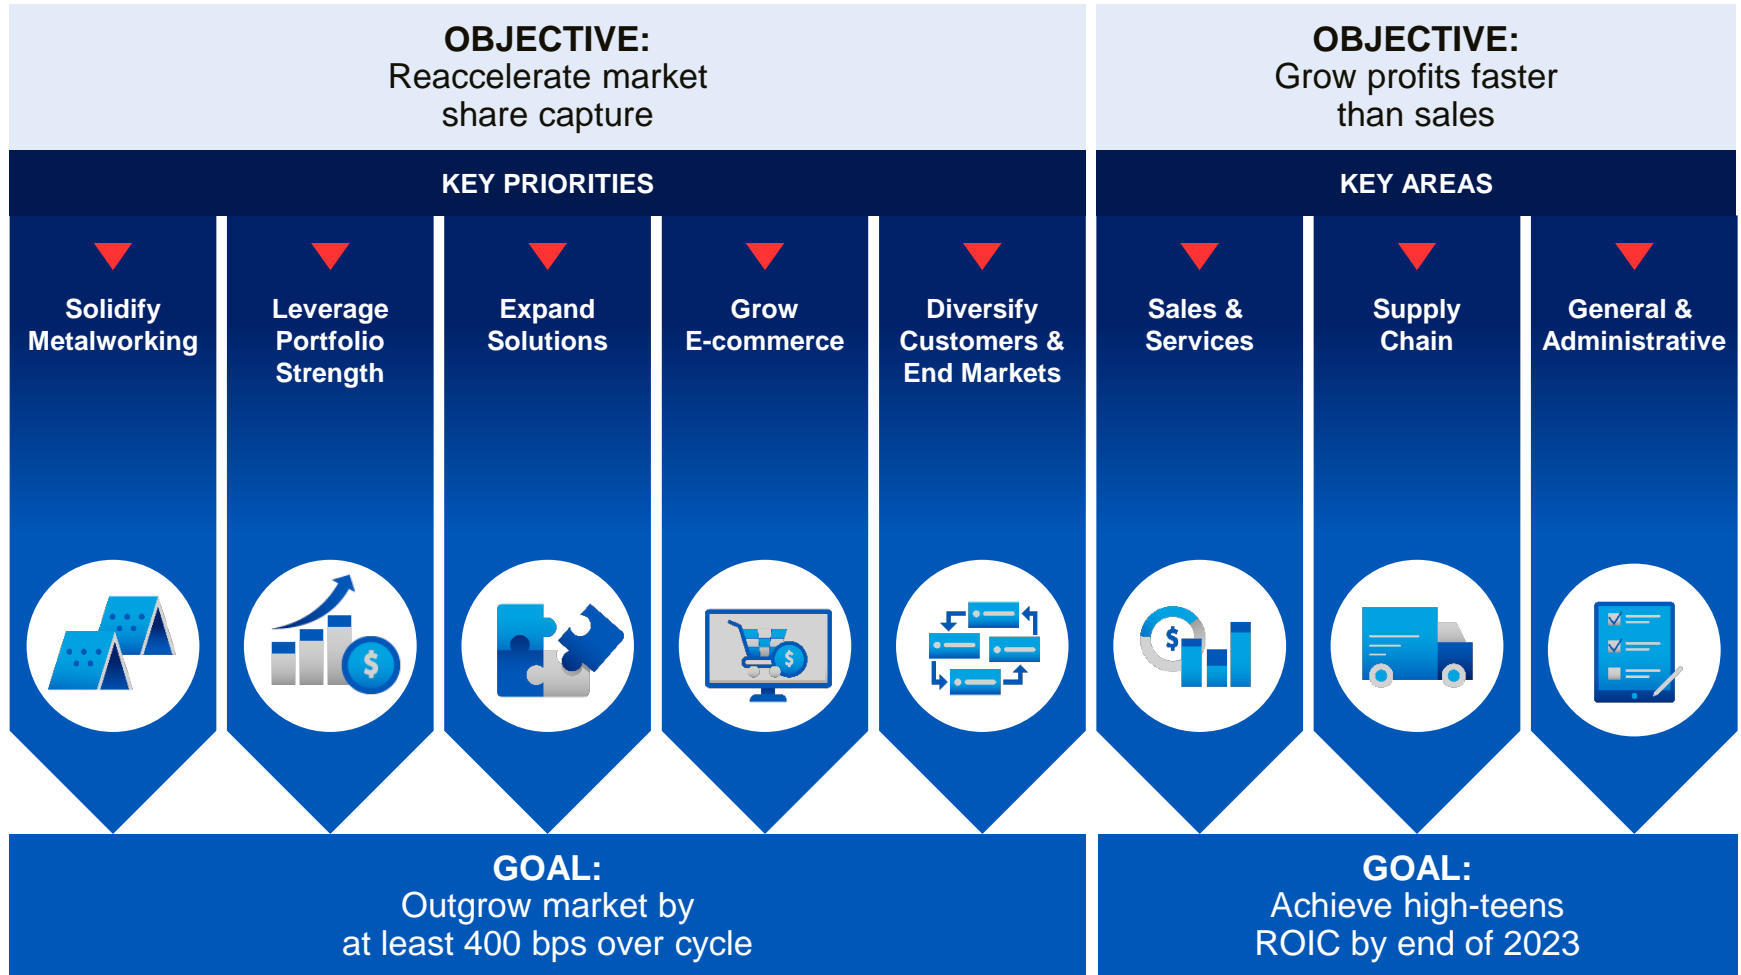 OBJECTIVE:
Reaccelerate market
share capture
KEY PRIORITIES
Solidify
Metalworking
Leverage
Portfolio
Strength
Expand
Solutions
Grow
E-commerce
Diversify
Customers &
End Markets
$
$
GOAL:
Outgrow market by
at least 400 bps over cycle
OBJECTIVE:
Grow profits faster
than sales
KEY AREAS
Sales &
Services
Supply
Chain
General &
Administrative
$
GOAL:
Achieve high-teens
ROIC by end of 2023